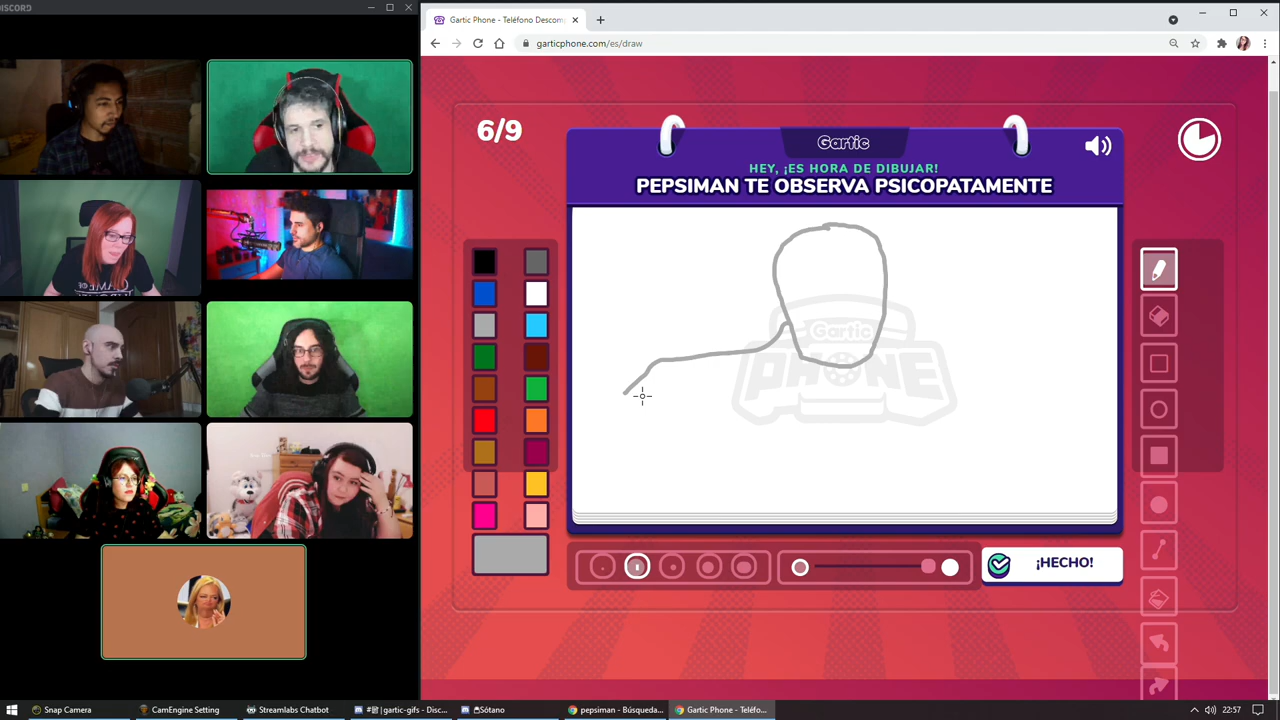 DISCORD
Gartic Phone - Teléfono Descom
garticphone.com/es/draw
6/9
Gartic
HEY, ¡ES HORA DE DIBUJAR!
PEPSIMAN TE OBSERVA PSICOPATAMENTE
Gartic
PHONE
¡HECHO!
Snap Camera
CamEngine Setting
Streamlabs Chatbot
gartic-gifs - Disc...
Sótano
pepsiman - Búsqueda...
Gartic Phone - Teléfo...
22:57